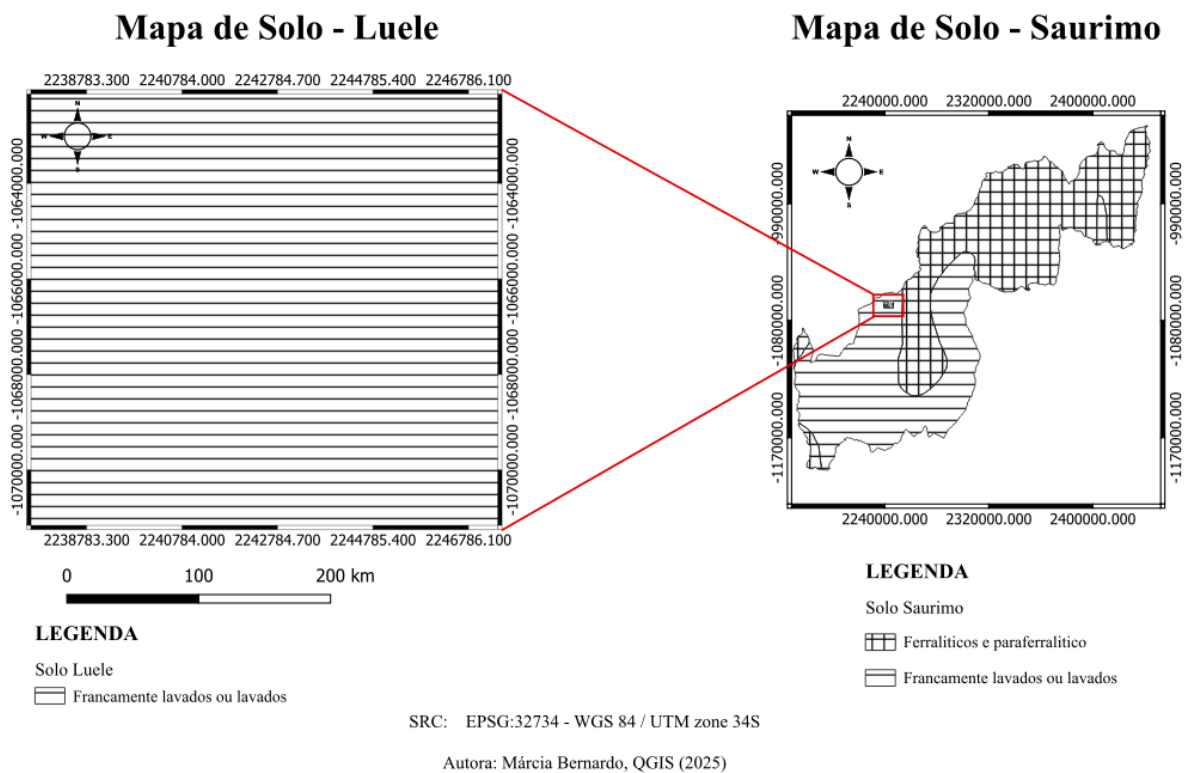 Mapa de Solo - Luele
2238783.300 2240784.000 2242784.700 2244785.400 2246786.100
N
W E
S
-1064000.000 -1064000.000
-1066000.000 -1066000.000
-1068000.000 -1068000.000
-1070000.000 -1070000.000
2238783.300 2240784.000 2242784.700 2244785.400 2246786.100
0 100 200 km
LEGENDA
Solo Luele
Francamente lavados ou lavados
Mapa de Solo - Saurimo
2240000.000 2320000.000 2400000.000
N
W E
S
-990000.000 -990000.000
-1080000.000 -1080000.000
-1170000.000 -1170000.000
2240000.000 2320000.000 2400000.000
LEGENDA
Solo Saurimo
Ferraliticos e paraferralitico
Francamente lavados ou lavados
SRC: EPSG:32734 - WGS 84 / UTM zone 34S
Autora: Márcia Bernardo, QGIS (2025)